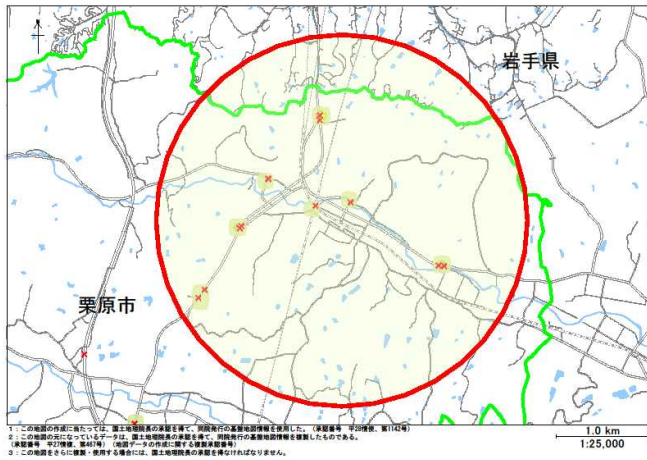 岩手県
栗原市
1：この地図の作成に当たっては、国土地理院長の承認を得て、同院発行の基盤地図情報を使用した。（承認番号　平28情使、第1142号）
2：この地図の元になっているデータは、国土地理院長の承認を得て、同院発行の基盤地図情報を複製したものである。
（承認番号　平27情複、第467号）（地図データの作成に関する複製承認番号）
3：この地図をさらに複製・使用する場合には、国土地理院長の承認を得なければなりません。
1.0 km
1:25,000